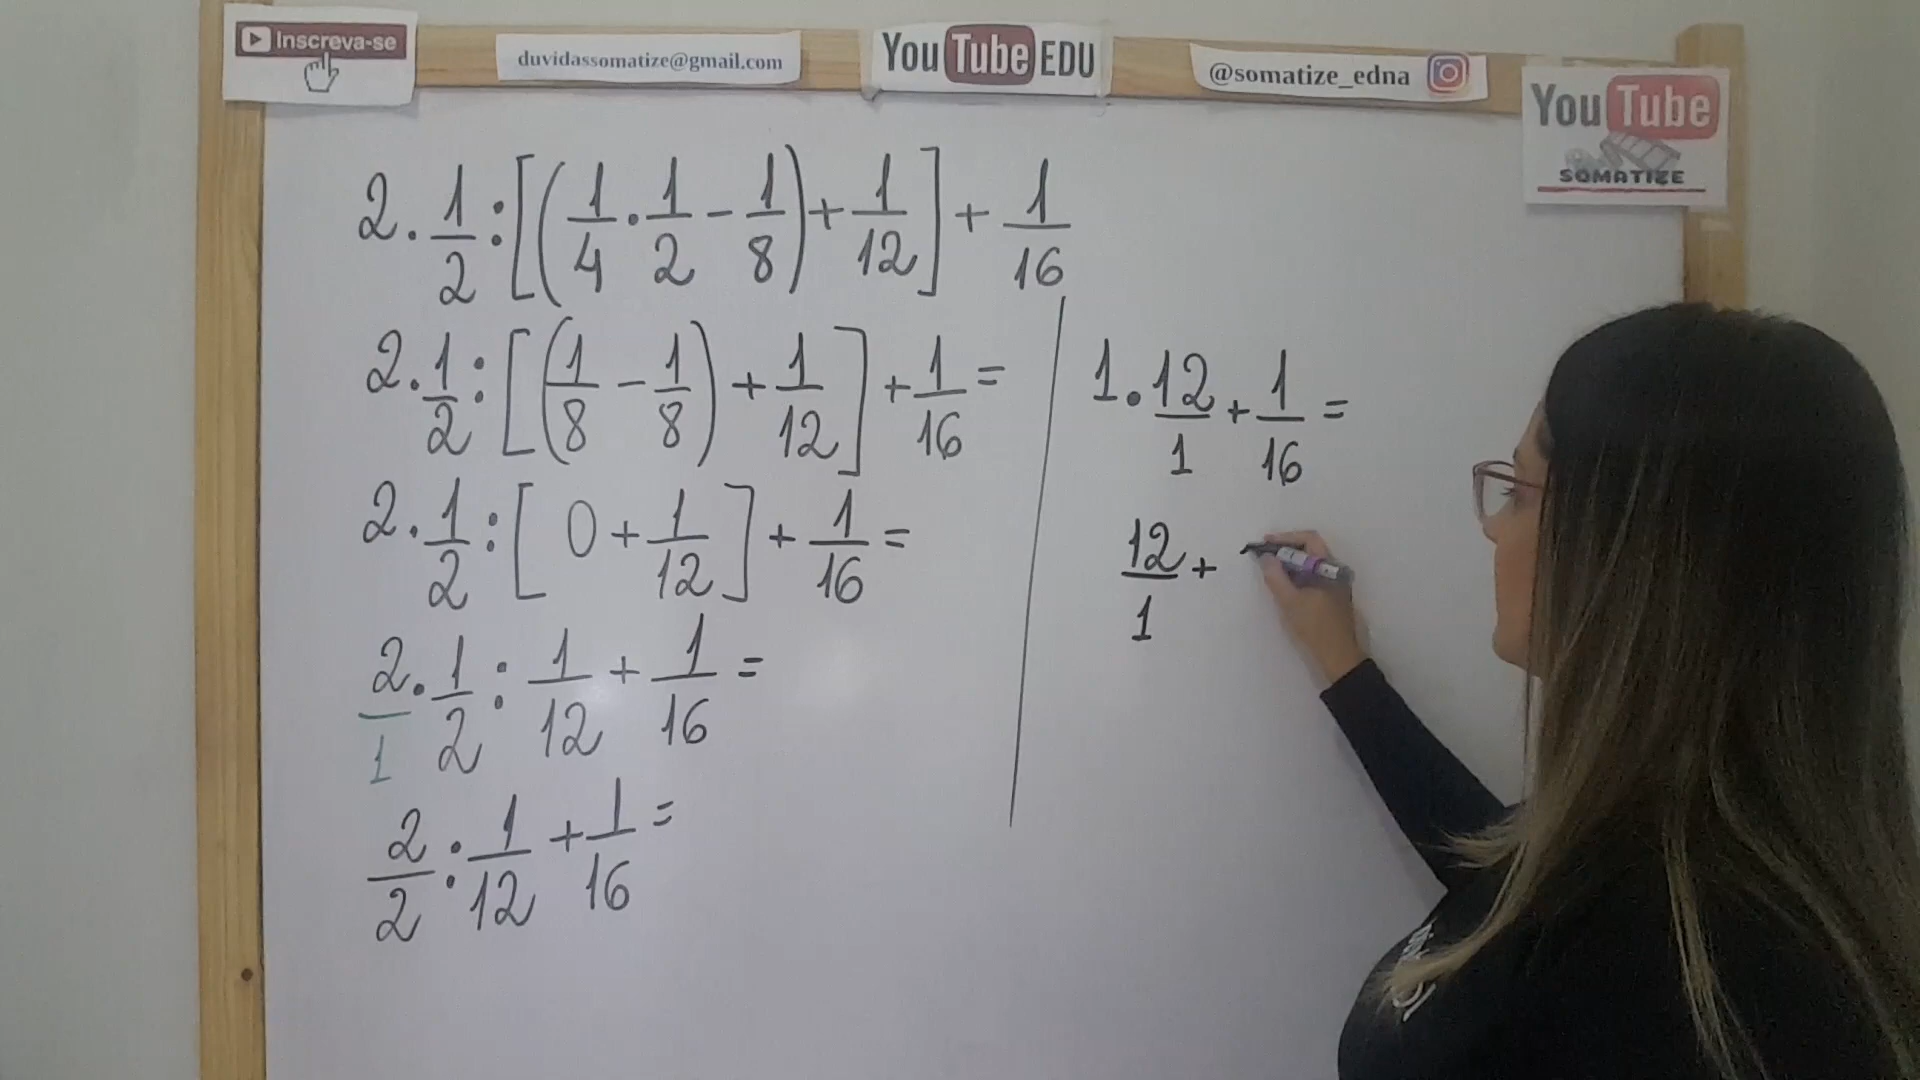 Inscreva-se
duvidassomatize@gmail.com
YouTube EDU
@somatize_edna
YouTube
SOMATIZE
2 . 1/2 : [(1/4 . 1/2 - 1/8) + 1/12] + 1/16
2 . 1/2 : [(1/8 - 1/8) + 1/12] + 1/16 =
2 . 1/2 : [0 + 1/12] + 1/16 =
2/1 . 1/2 : 1/12 + 1/16 =
2/2 : 1/12 + 1/16 =
1 . 12/1 + 1/16 =
12/1 +